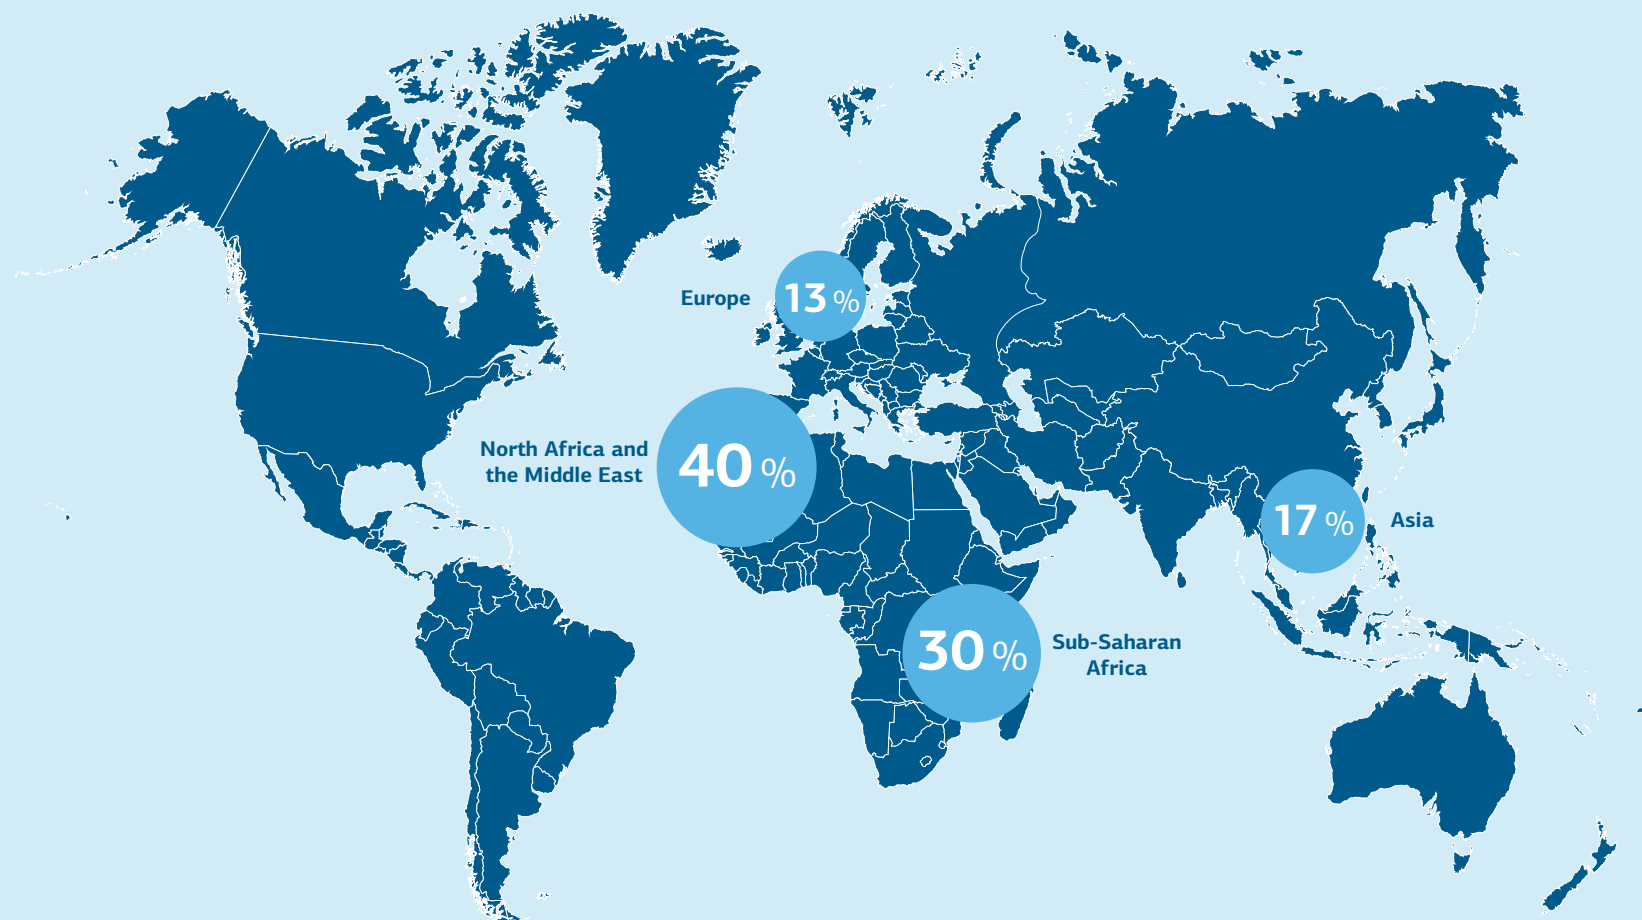 Europe
13 %
North Africa and
the Middle East
40 %
17 %
Asia
30 %
Sub-Saharan
Africa